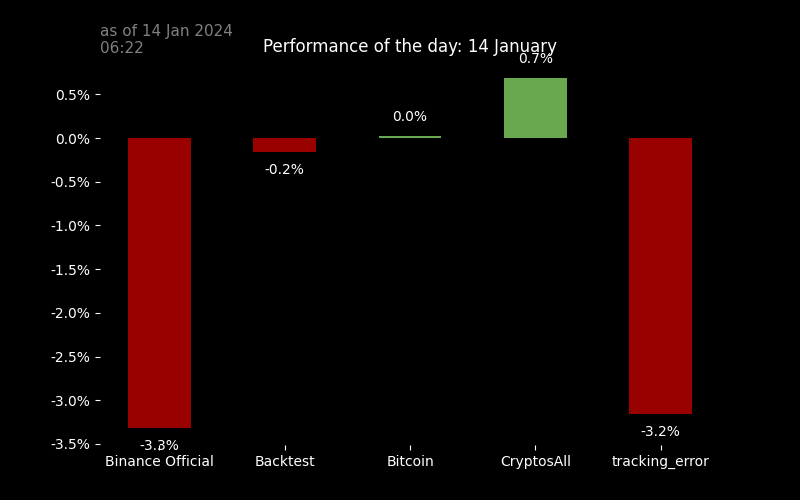 as of 14 Jan 2024
06:22
Performance of the day: 14 January
0.7%
0.5%
0.0%
0.0%
-0.2%
-0.5%
-1.0%
-1.5%
-2.0%
-2.5%
-3.0%
-3.2%
-3.3%
-3.5%
Binance Official
Backtest
Bitcoin
CryptosAll
tracking_error